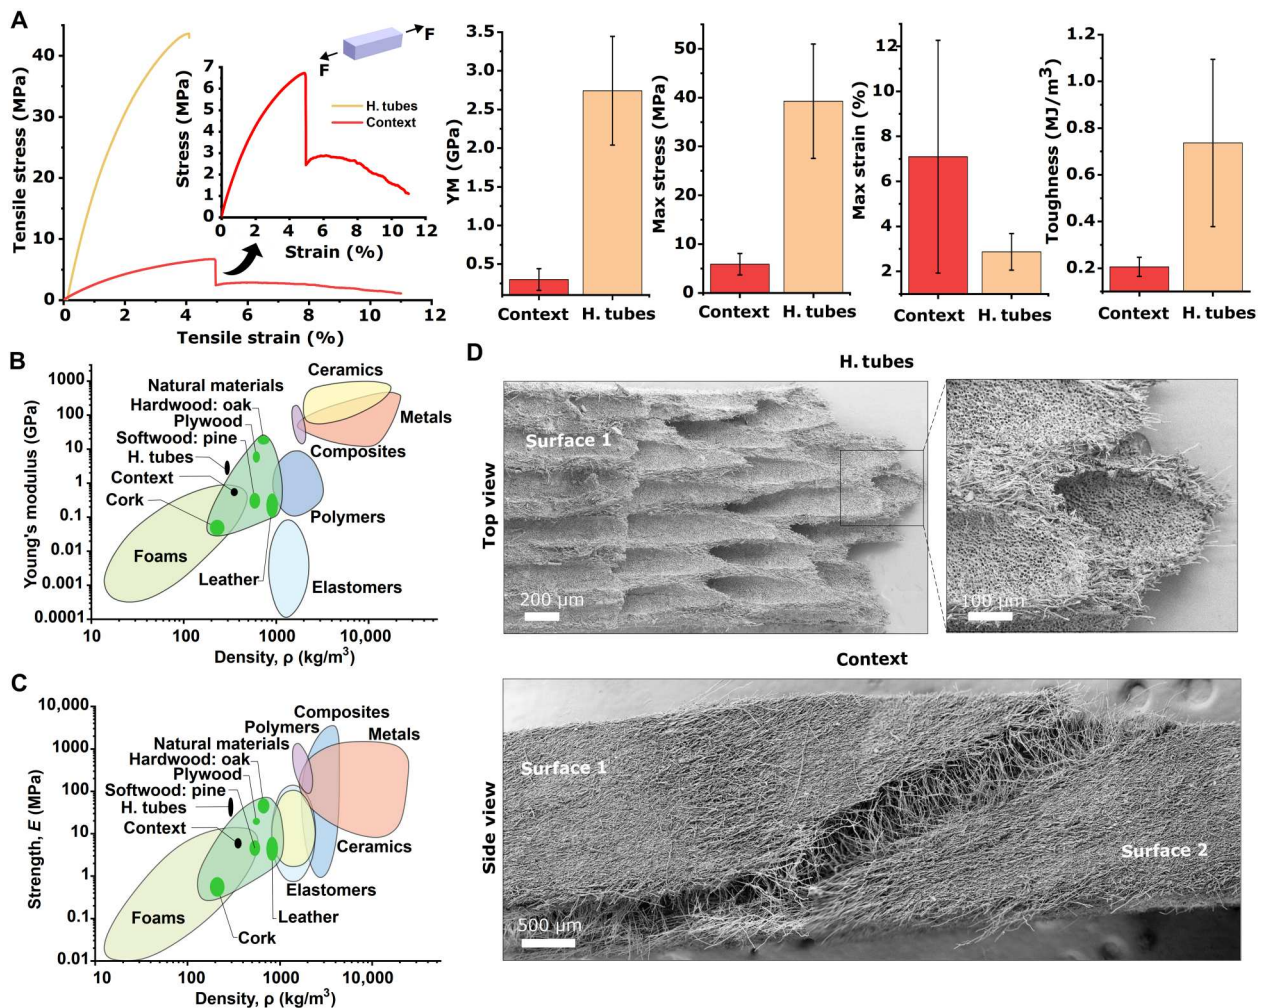 A
Tensile stress (MPa)
40
30
20
10
0
0 2 4 6 8 10 12
Tensile strain (%)
F
F
H. tubes
Context
Stress (MPa)
7
6
5
4
3
2
1
0
0 2 4 6 8 10 12
Strain (%)
YM (GPa)
3.5
3.0
2.5
2.0
1.5
1.0
0.5
Context H. tubes
Max stress (MPa)
50
40
30
20
10
0
Context H. tubes
Max strain (%)
12
10
8
6
4
2
Context H. tubes
Toughness (MJ/m³)
1.2
1.0
0.8
0.6
0.4
0.2
Context H. tubes
B
Young's modulus (GPa)
1000
100
10
1
0.1
0.01
0.001
0.0001
10 100 1000 10,000
Density, ρ (kg/m³)
Ceramics
Natural materials
Hardwood: oak
Plywood
Metals
Softwood: pine
Composites
H. tubes
Context
Cork
Polymers
Foams
Leather
Elastomers
C
Strength, E (MPa)
10,000
1000
100
10
1
0.1
0.01
10 100 1000 10,000
Density, ρ (kg/m³)
Composites
Polymers
Metals
Natural materials
Hardwood: oak
Plywood
Softwood: pine
H. tubes
Context
Ceramics
Elastomers
Foams
Leather
Cork
D
H. tubes
Top view
Surface 1
200 µm
100 µm
Context
Side view
Surface 1
Surface 2
500 µm